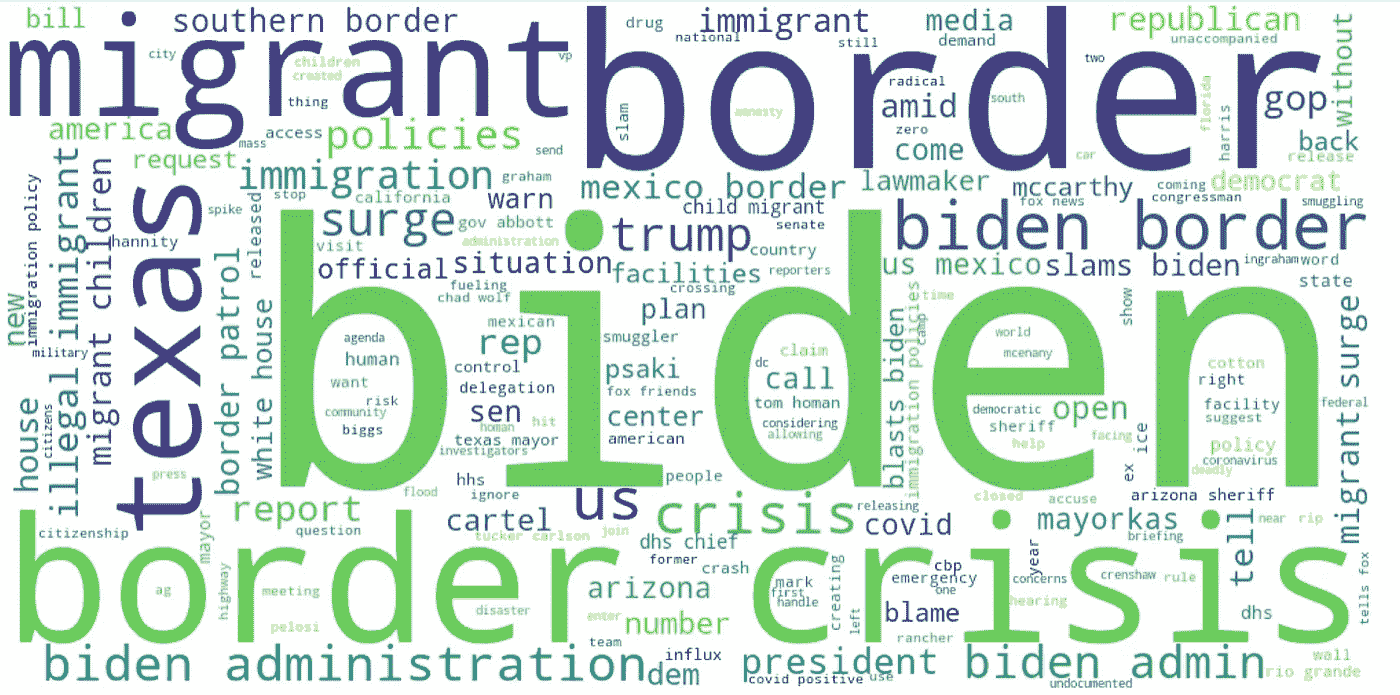 bill
southern border
drug
immigrant
media
republican
national
still
demand
unaccompanied
migrant
border
city
children
created
vp
radical
two
south
without
thing
slam
amnesty
amid
florida
harris
gop
america
mass
access
policies
zero
come
car
back
release
request
send
immigration
graham
mexico border
lawmaker
mccarthy
coming
congressman
democrat
fox news
smuggling
texas
stop
california
warn
child migrant
senate
biden border
immigration policy
illegal immigrant
migrant children
spike
released
surge
gov abbott
trump
country
hannity
visit
administration
official
situation
facilities
reporters
us mexico
slams biden
ingraham
word
state
new
border patrol
white house
biden
fueling
chad wolf
crossing
plan
time
show
immigration policies
camp
blasts biden
migrant surge
military
mexican
rep
smuggler
agenda
human
control
want
delegation
risk
community
biggs
sen
hit
homan
texas mayor
investigators
psaki
fox friends
center
american
people
dc
claim
call
tom homan
considering
allowing
world
mcenany
democratic
open
sheriff
help
facing
ex
ice
cotton
right
facility
suggest
policy
coronavirus
deadly
federal
house
citizens
press
hhs
ignore
flood
us
crisis
releasing
closed
accuse
arizona sheriff
report
question
cartel
tucker carlson
join
dhs chief
former
crash
covid
mayorkas
briefing
tell
near
rip
citizenship
mayor
border crisis
highway
ag
meeting
pelosi
disaster
arizona
enter
number
team
mark
first
handle
creating
left
cbp
emergency
one
blame
rancher
year
concerns
hearing
crenshaw
rule
dhs
tells fox
biden administration
dem
influx
president
covid positive
use
biden admin
undocumented
wall
rio grande